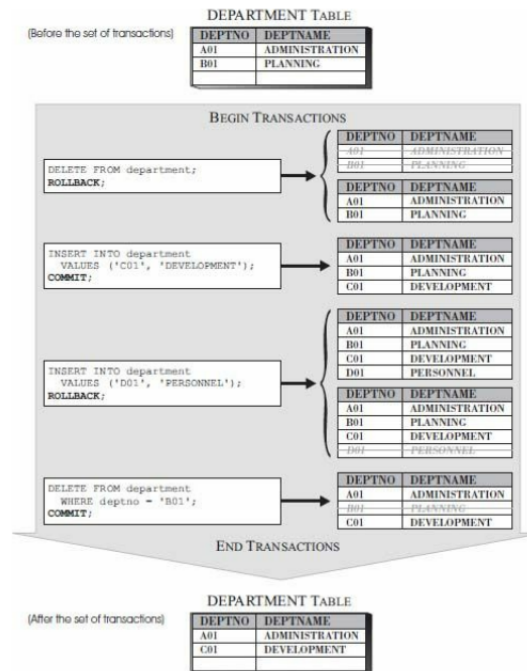 DEPARTMENT TABLE
(Before the set of transactions)
DEPTNO DEPTNAME
A01 ADMINISTRATION
B01 PLANNING
BEGIN TRANSACTIONS
DELETE FROM department;
ROLLBACK;
DEPTNO DEPTNAME
A01 ADMINISTRATION
B01 PLANNING
DEPTNO DEPTNAME
A01 ADMINISTRATION
B01 PLANNING
INSERT INTO department
VALUES ('C01', 'DEVELOPMENT');
COMMIT;
DEPTNO DEPTNAME
A01 ADMINISTRATION
B01 PLANNING
C01 DEVELOPMENT
INSERT INTO department
VALUES ('D01', 'PERSONNEL');
ROLLBACK;
DEPTNO DEPTNAME
A01 ADMINISTRATION
B01 PLANNING
C01 DEVELOPMENT
D01 PERSONNEL
DEPTNO DEPTNAME
A01 ADMINISTRATION
B01 PLANNING
C01 DEVELOPMENT
D01 PERSONNEL
DELETE FROM department
WHERE deptno = 'B01';
COMMIT;
DEPTNO DEPTNAME
A01 ADMINISTRATION
B01 PLANNING
C01 DEVELOPMENT
END TRANSACTIONS
DEPARTMENT TABLE
(After the set of transactions)
DEPTNO DEPTNAME
A01 ADMINISTRATION
C01 DEVELOPMENT